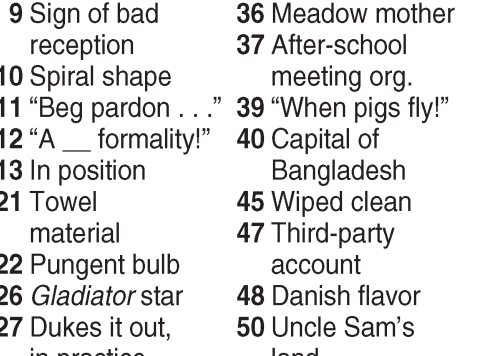 9 Sign of bad
reception
10 Spiral shape
11 “Beg pardon . . .”
12 “A __ formality!”
13 In position
21 Towel
material
22 Pungent bulb
26 Gladiator star
27 Dukes it out,
in practice
36 Meadow mother
37 After-school
meeting org.
39 “When pigs fly!”
40 Capital of
Bangladesh
45 Wiped clean
47 Third-party
account
48 Danish flavor
50 Uncle Sam’s
land